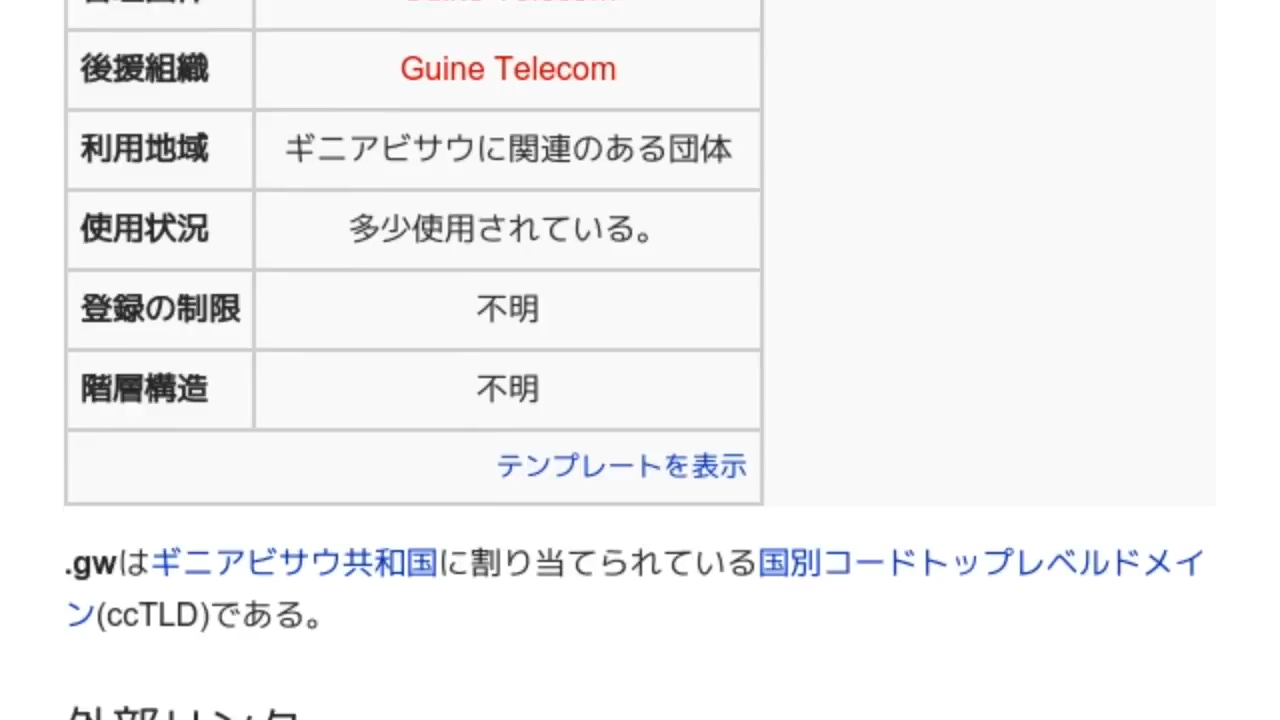 後援組織 Guine Telecom
利用地域 ギニアビサウに関連のある団体
使用状況 多少使用されている。
登録の制限 不明
階層構造 不明
テンプレートを表示
.gwはギニアビサウ共和国に割り当てられている国別コードトップレベルドメイ
ン(ccTLD)である。
外部リンク